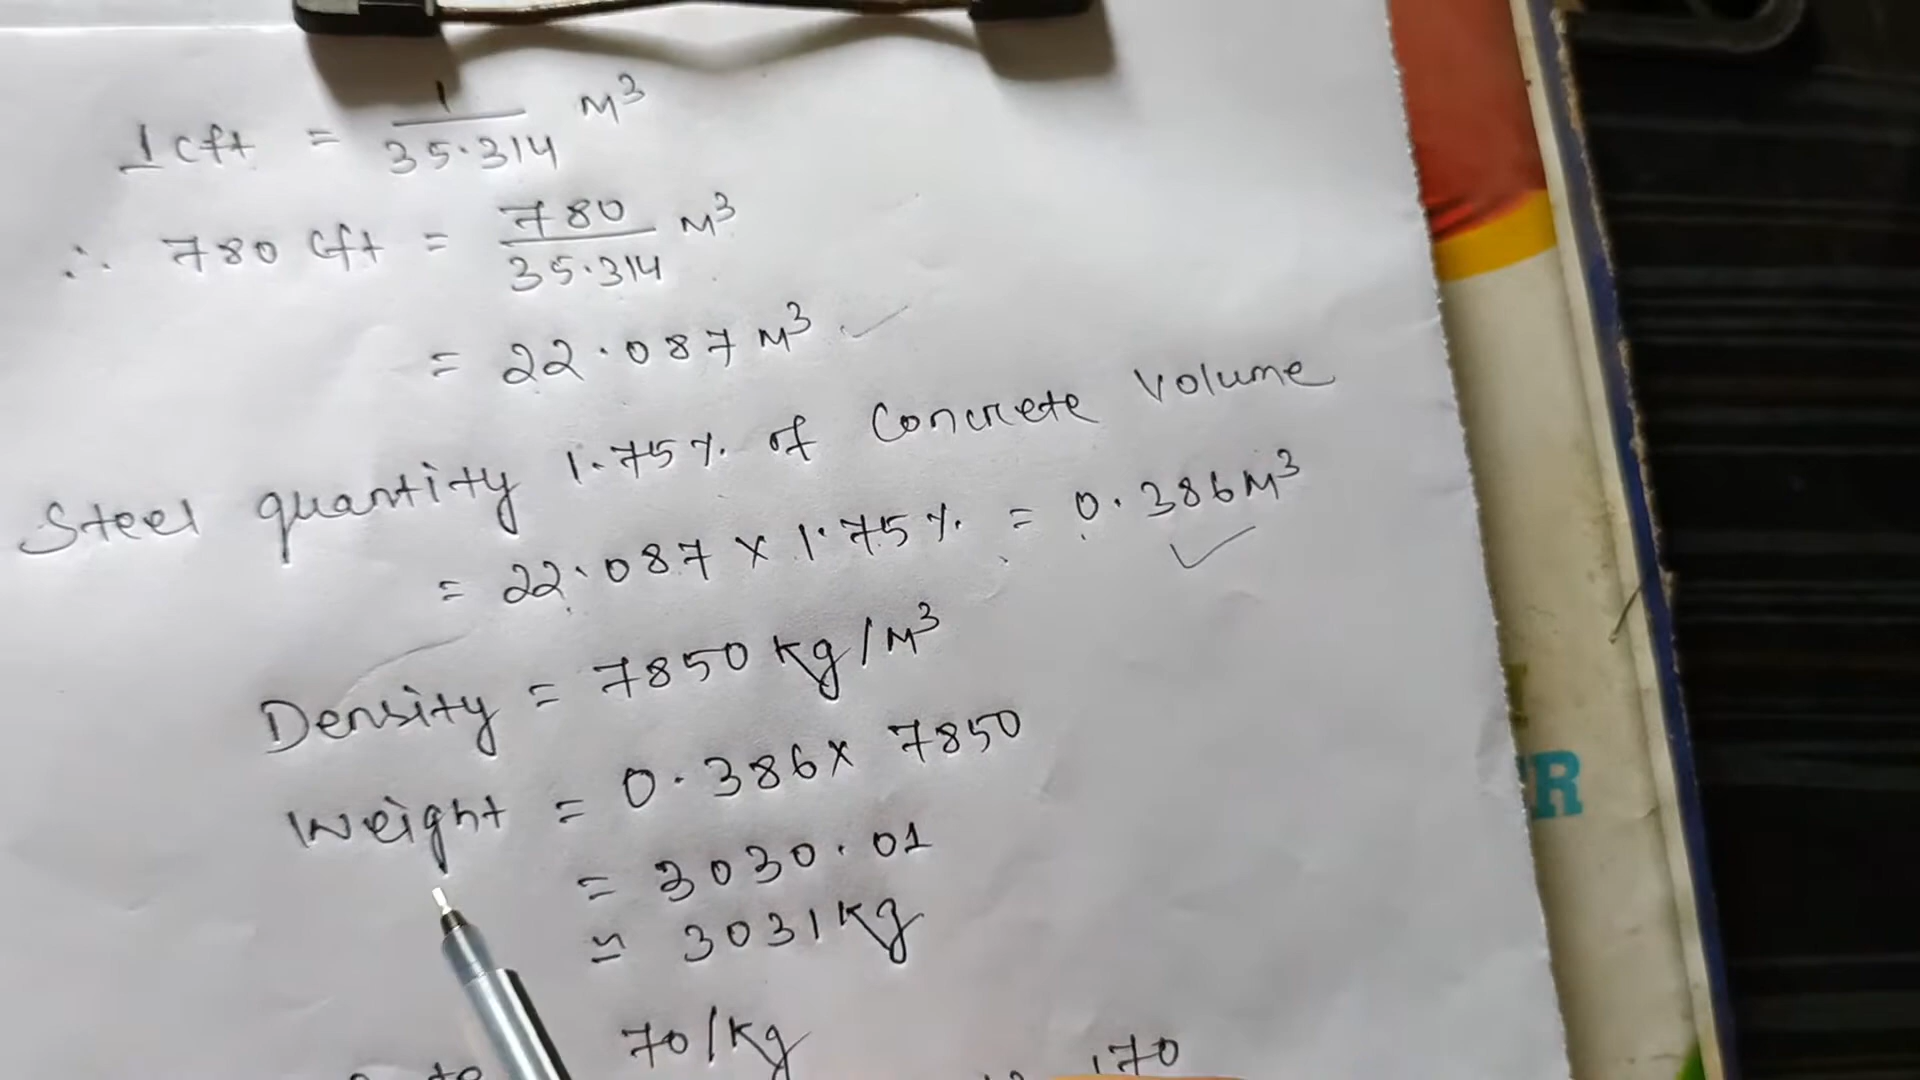 1 cft = 1/35.314 M³
∴ 780 cft = 780/35.314 M³
= 22.087 M³
Steel quantity 1.75% of Concrete Volume
= 22.087 x 1.75% = 0.386 M³
Density = 7850 kg/M³
Weight = 0.386 x 7850
= 3030.01
≈ 3031 kg
70/kg
,170
R